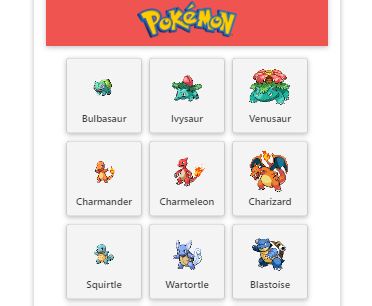 POKéMON
Bulbasaur Ivysaur Venusaur
Charmander Charmeleon Charizard
Squirtle Wartortle Blastoise